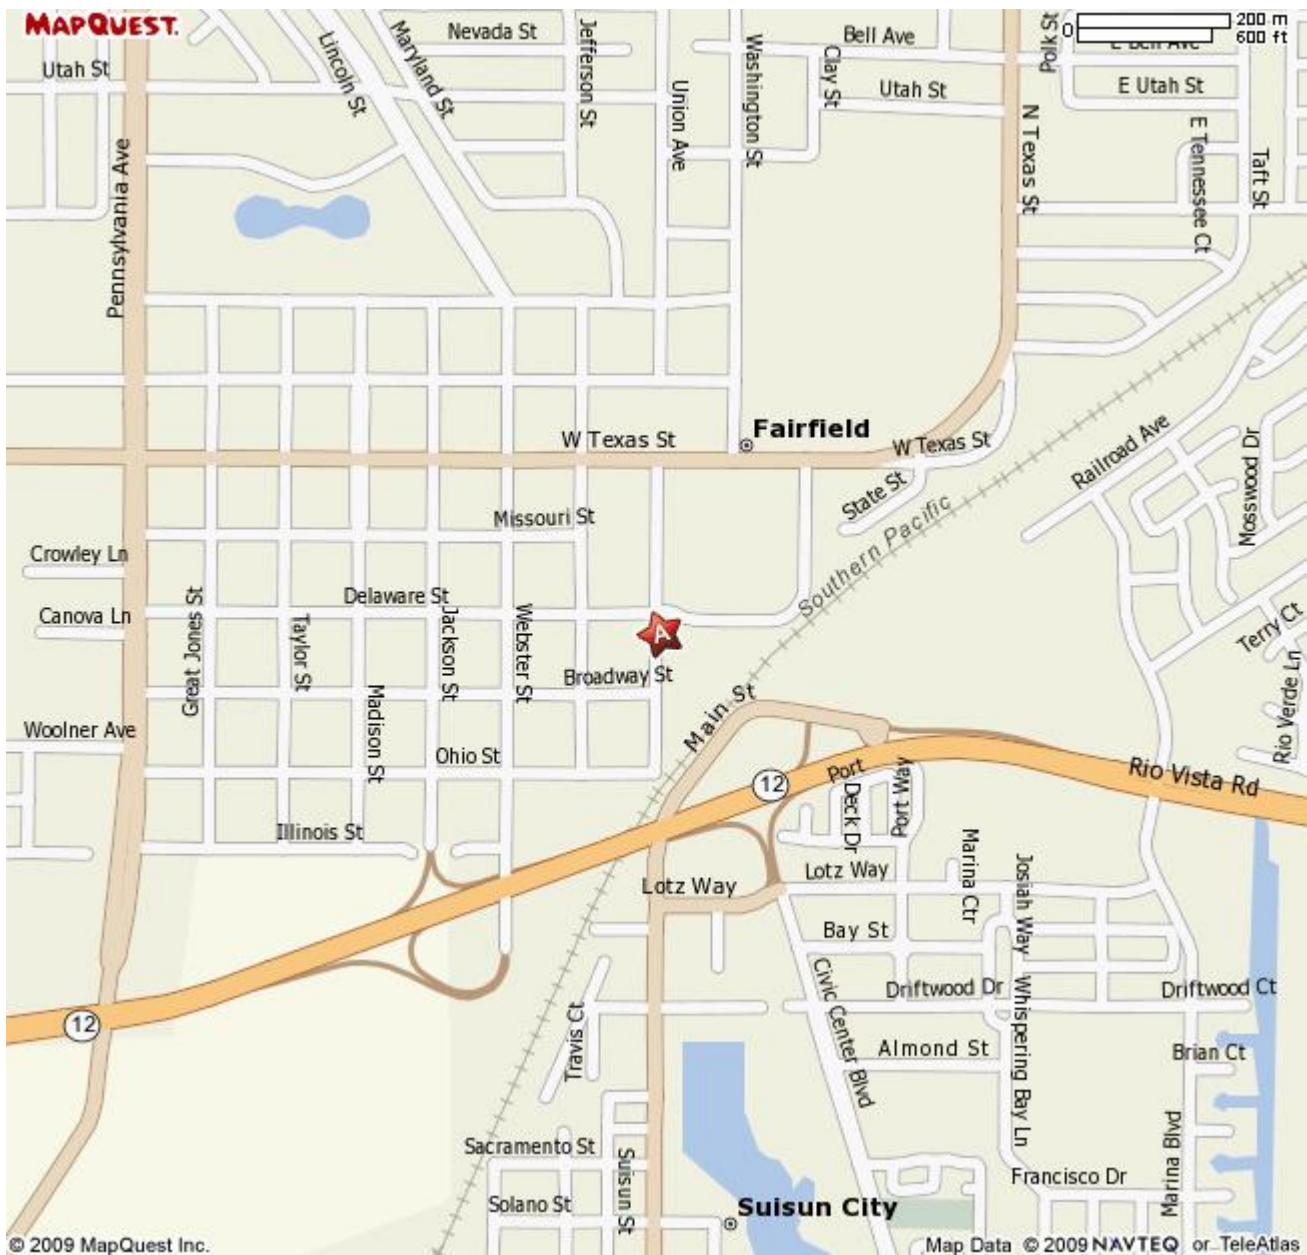 MAPQUEST.
Nevada St
Jefferson St
Bell Ave
0
200 m
600 ft
Polk St
E Bell Ave
Utah St
Lincoln St
Maryland St
Union Ave
Washington St
Clay St
Utah St
E Utah St
N Texas St
E Tennessee Ct
Taft St
Pennsylvania Ave
W Texas St
Fairfield
W Texas St
State St
Railroad Ave
Mosswood Dr
Missouri St
Southern Pacific
Crowley Ln
Canova Ln
Great Jones St
Delaware St
Taylor St
Jackson St
Webster St
A
Broadway St
Terry Ct
Rio Verde Ln
Madison St
Main St
Woolner Ave
Ohio St
12
Port
Rio Vista Rd
Deck Dr
Port Way
Illinois St
Marina Ctr
Josiah Way
Lotz Way
Lotz Way
Bay St
Civic Center Blvd
Driftwood Dr
Whispering Bay Ln
Driftwood Ct
12
Travis Ct
Almond St
Brian Ct
Sacramento St
Suisun St
Marina Blvd
Francisco Dr
Solano St
Suisun City
© 2009 MapQuest Inc.
Map Data © 2009 NAVTEQ or TeleAtlas